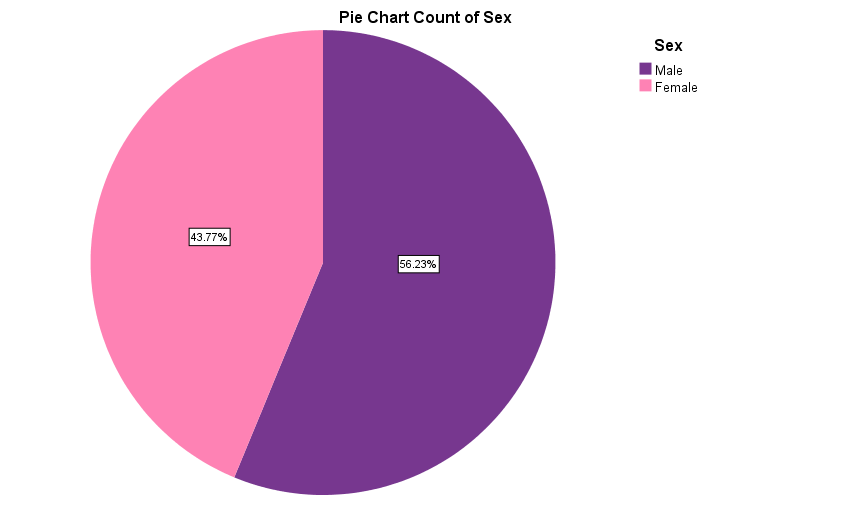 Pie Chart Count of Sex
Sex
Male
Female
43.77%
56.23%